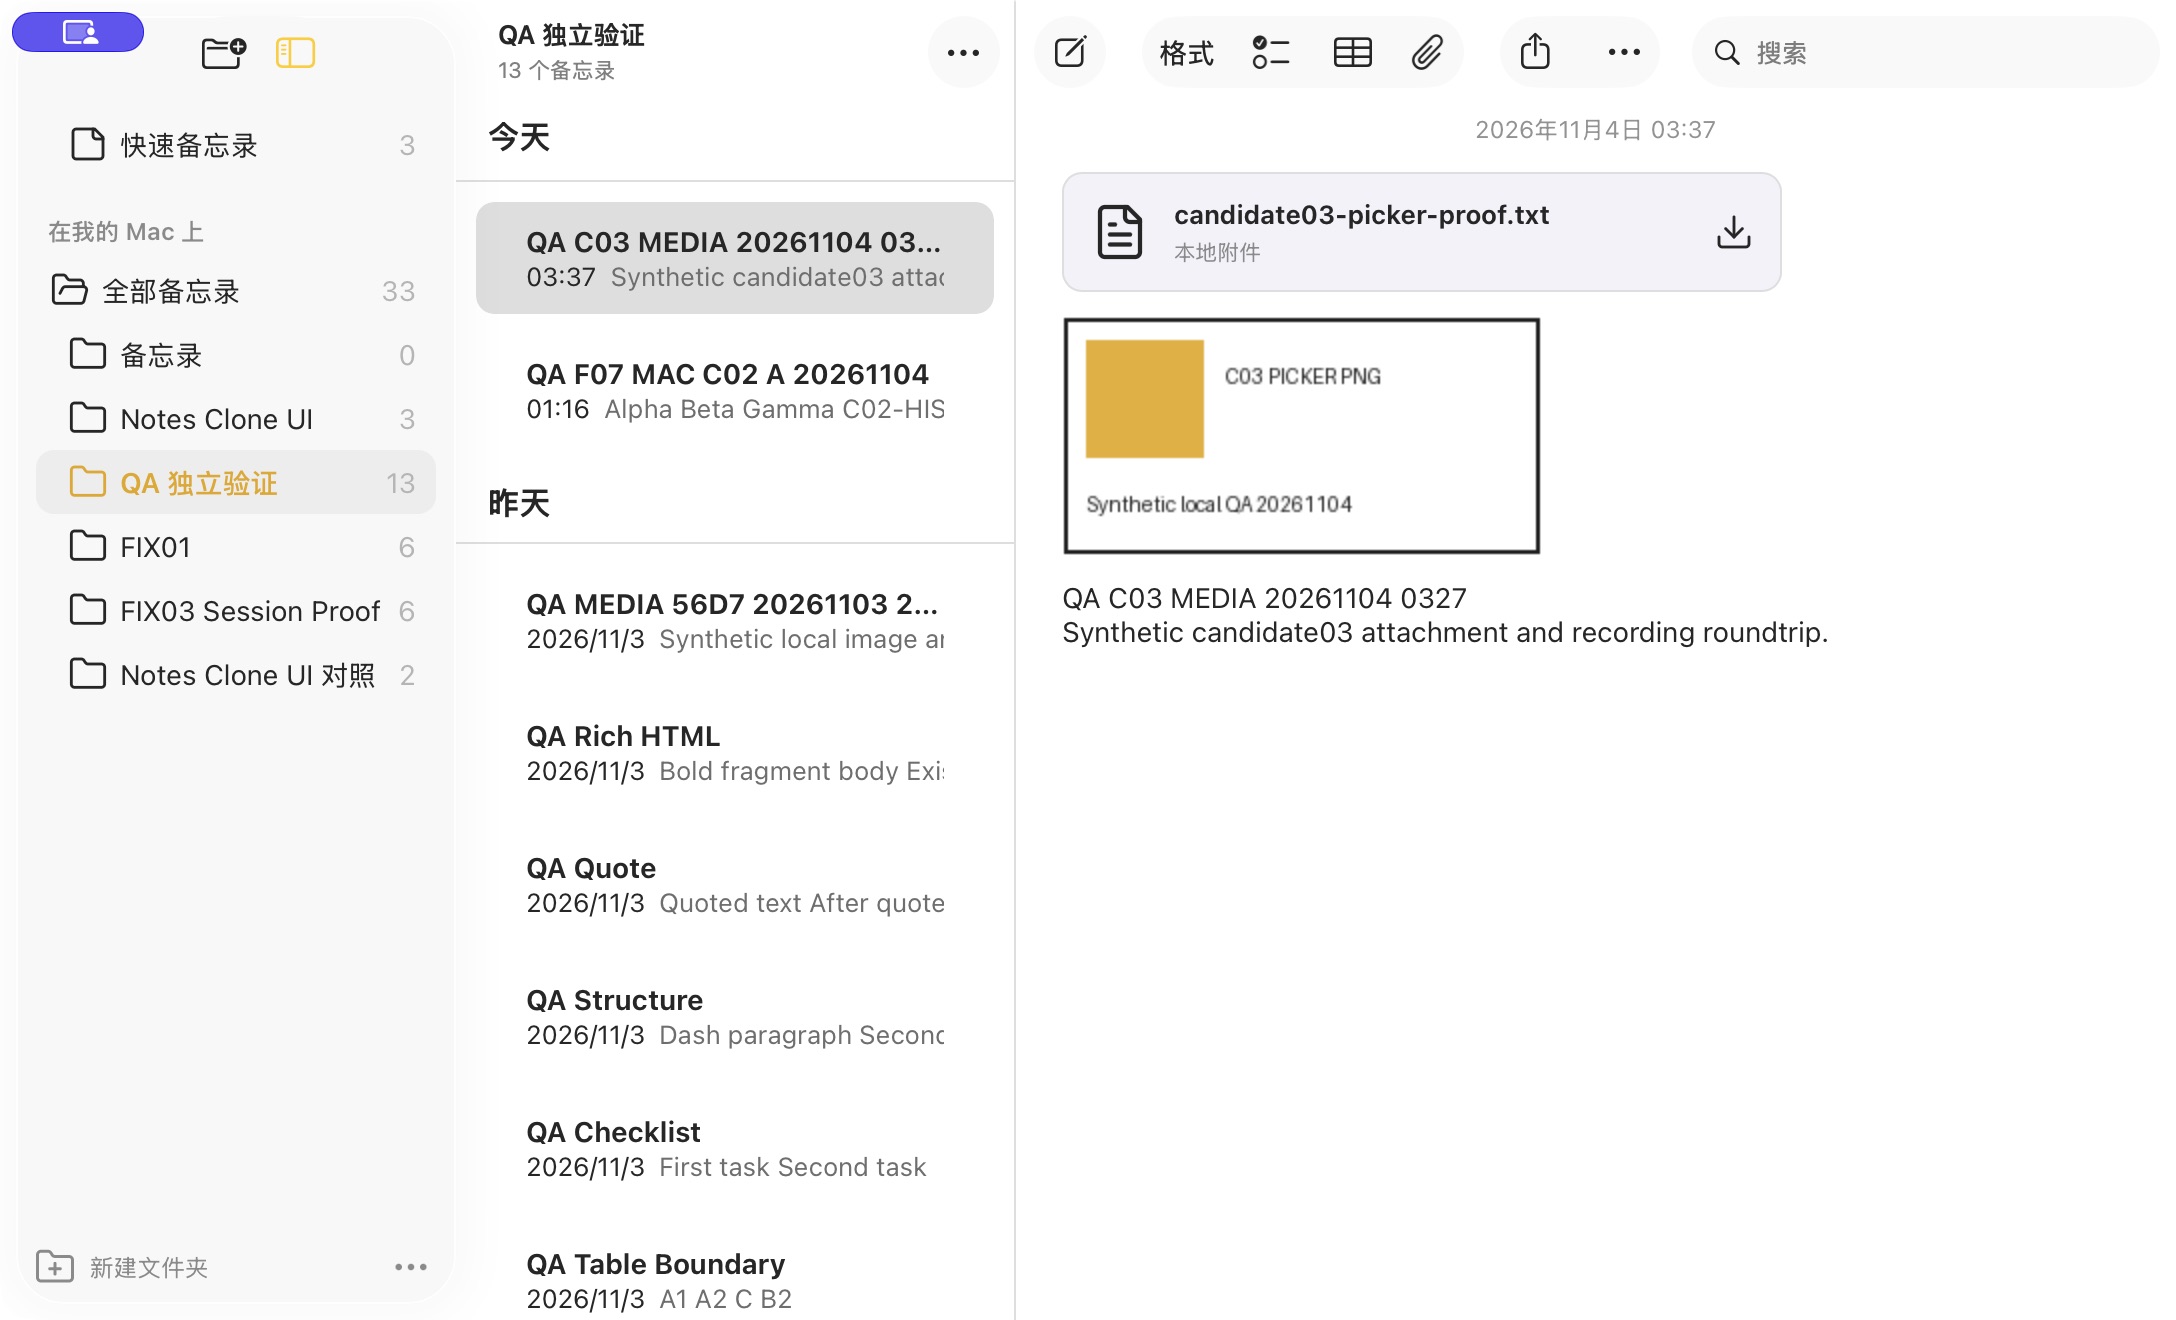 快速备忘录 3
在我的 Mac 上
全部备忘录 33
备忘录 0
Notes Clone UI 3
QA 独立验证 13
FIX01 6
FIX03 Session Proof 6
Notes Clone UI 对照 2
新建文件夹
QA 独立验证
13 个备忘录
今天
QA C03 MEDIA 20261104 03...
03:37 Synthetic candidate03 attac
QA F07 MAC C02 A 20261104
01:16 Alpha Beta Gamma C02-HIS
昨天
QA MEDIA 56D7 20261103 2...
2026/11/3 Synthetic local image ar
QA Rich HTML
2026/11/3 Bold fragment body Exis
QA Quote
2026/11/3 Quoted text After quote
QA Structure
2026/11/3 Dash paragraph Second
QA Checklist
2026/11/3 First task Second task
QA Table Boundary
2026/11/3 A1 A2 C B2
格式
搜索
2026年11月4日 03:37
candidate03-picker-proof.txt
本地附件
C03 PICKER PNG
Synthetic local QA 20261104
QA C03 MEDIA 20261104 0327
Synthetic candidate03 attachment and recording roundtrip.